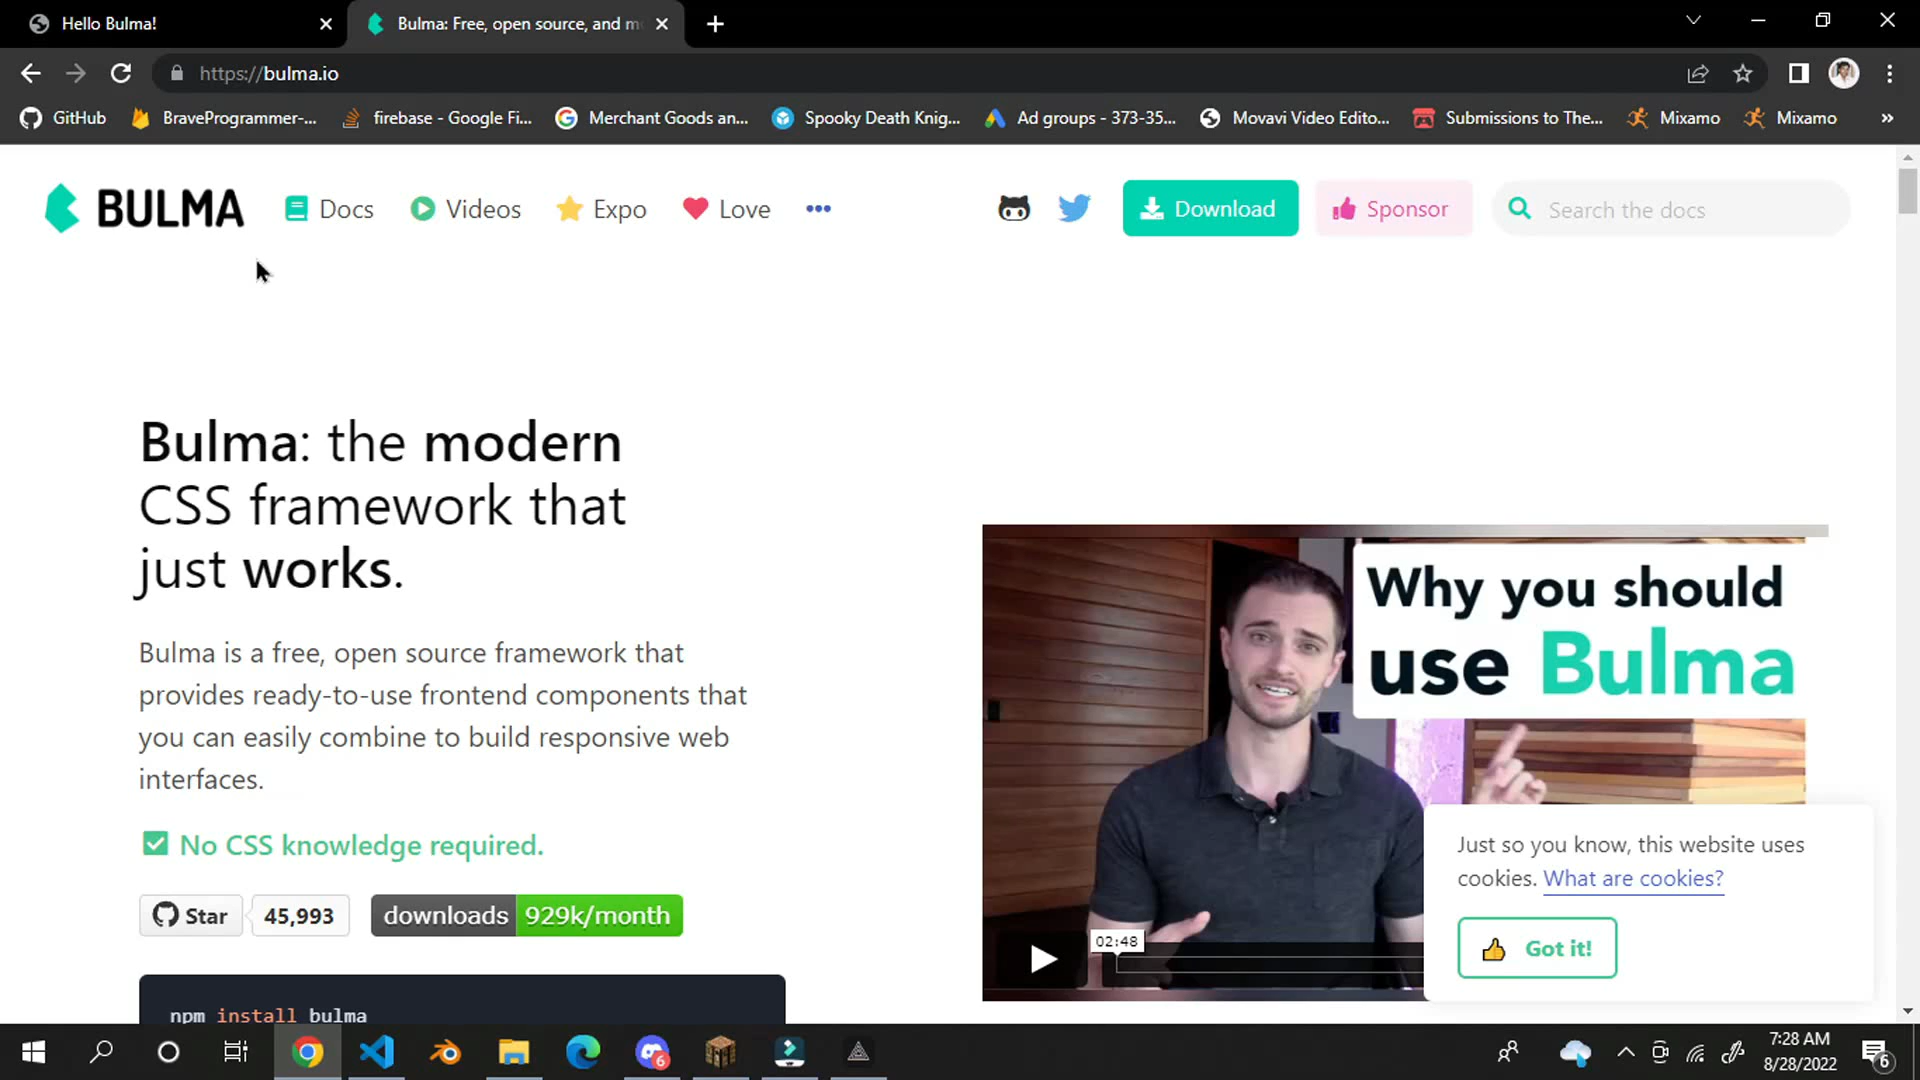 Hello Bulma!
Bulma: Free, open source, and m
https://bulma.io
GitHub
BraveProgrammer-...
firebase - Google Fi...
Merchant Goods an...
Spooky Death Knig...
Ad groups - 373-35...
Movavi Video Edito...
Submissions to The...
Mixamo
Mixamo
»
BULMA
Docs
Videos
Expo
Love
Download
Sponsor
Search the docs
Bulma: the modern
CSS framework that
just works.
Bulma is a free, open source framework that
provides ready-to-use frontend components that
you can easily combine to build responsive web
interfaces.
No CSS knowledge required.
Star
45,993
downloads 929k/month
npm install bulma
Why you should
use Bulma
02:48
Just so you know, this website uses
cookies. What are cookies?
👍 Got it!
6
7:28 AM
8/28/2022
6